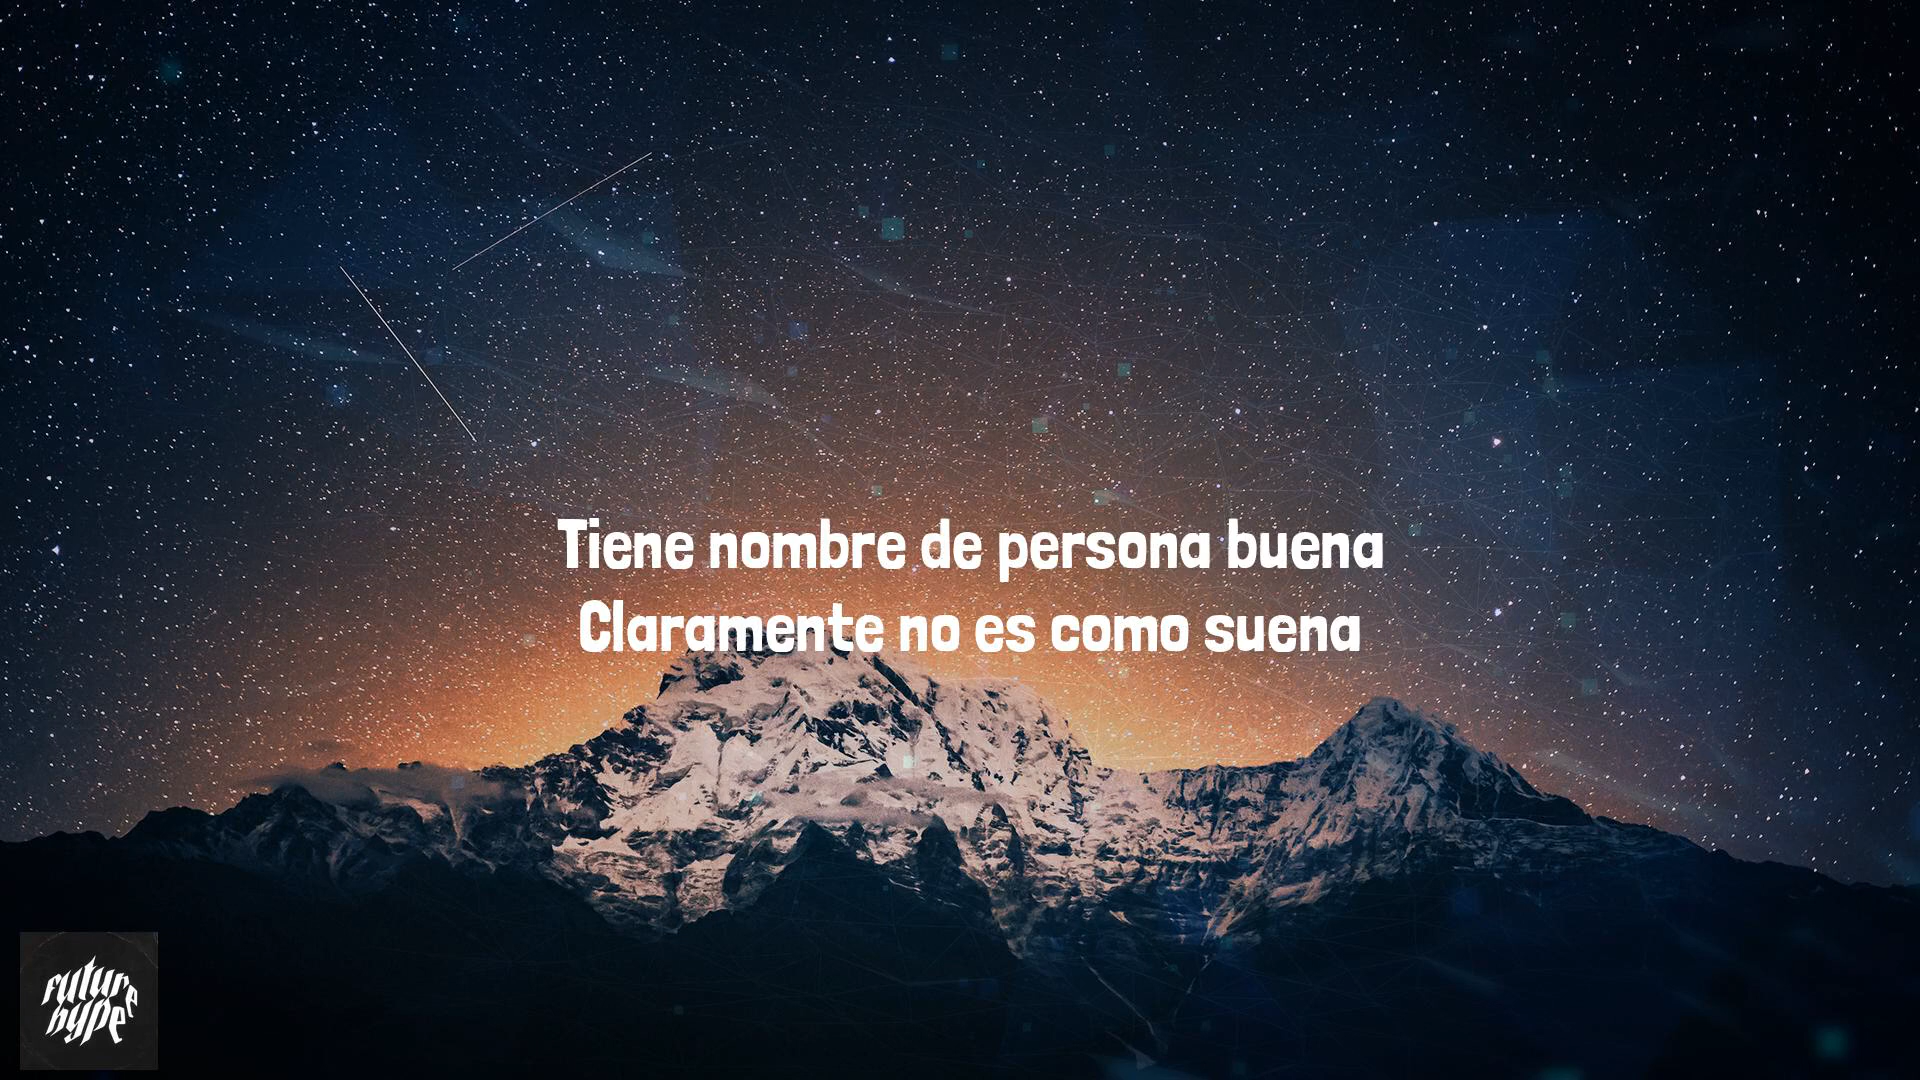 Tiene nombre de persona buena
Claramente no es como suena
future
hype